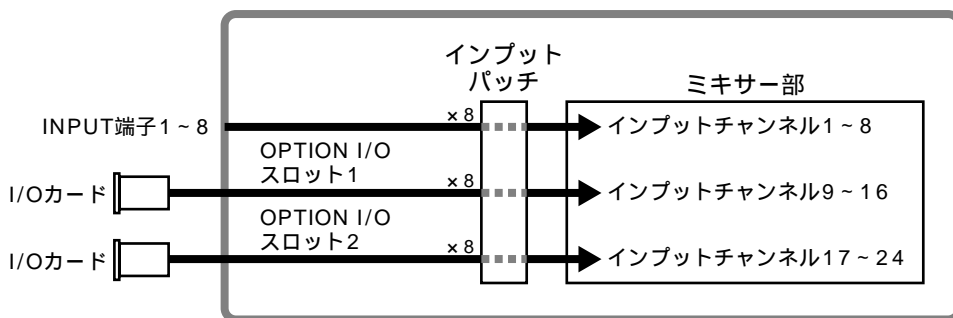 インプット
パッチ
ミキサー部
INPUT端子1~8
×8
インプットチャンネル1~8
OPTION I/O
スロット1
I/Oカード
×8
インプットチャンネル9~16
OPTION I/O
スロット2
I/Oカード
×8
インプットチャンネル17~24